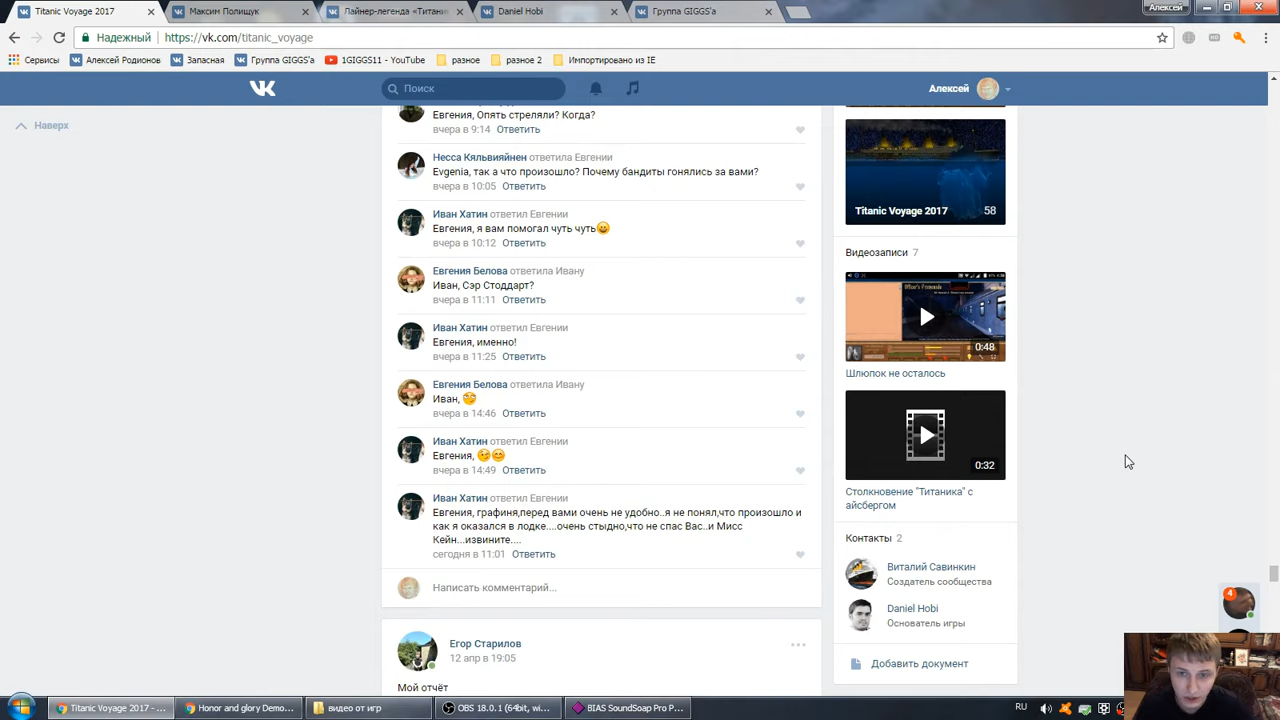 Titanic Voyage 2017
Максим Полищук
Лайнер-легенда «Титани
Daniel Hobi
Группа GIGGS'a
Алексей
Надежный
https://vk.com/titanic_voyage
Сервисы
Алексей Родионов
Запасная
Группа GIGGS'a
1GIGGS11 - YouTube
разное
разное 2
Импортировано из IE
Поиск
Алексей
Наверх
Евгения, Опять стреляли? Когда?
вчера в 9:14 Ответить
Несса Кяльвияйнен ответила Евгении
Evgenia, так а что произошло? Почему бандиты гонялись за вами?
вчера в 10:05 Ответить
Иван Хатин ответил Евгении
Евгения, я вам помогал чуть чуть
вчера в 10:12 Ответить
Евгения Белова ответила Ивану
Иван, Сэр Стоддарт?
вчера в 11:11 Ответить
Иван Хатин ответил Евгении
Евгения, именно!
вчера в 11:25 Ответить
Евгения Белова ответила Ивану
Иван,
вчера в 14:46 Ответить
Иван Хатин ответил Евгении
Евгения,
вчера в 14:49 Ответить
Иван Хатин ответил Евгении
Евгения, графиня,перед вами очень не удобно..я не понял,что произошло и
как я оказался в лодке....очень стыдно,что не спас Вас..и Мисс
Кейн...извините....
сегодня в 11:01 Ответить
Написать комментарий...
Егор Старилов
12 апр в 19:05
Мой отчёт
Titanic Voyage 2017 58
Видеозаписи 7
0:48
Шлюпок не осталось
0:32
Столкновение "Титаника" с
айсбергом
Контакты 2
Виталий Савинкин
Создатель сообщества
Daniel Hobi
Основатель игры
Добавить документ
4
Titanic Voyage 2017 - ...
Honor and glory Demo...
видео от игр
OBS 18.0.1 (64bit, wi...
BIAS SoundSoap Pro P...
RU